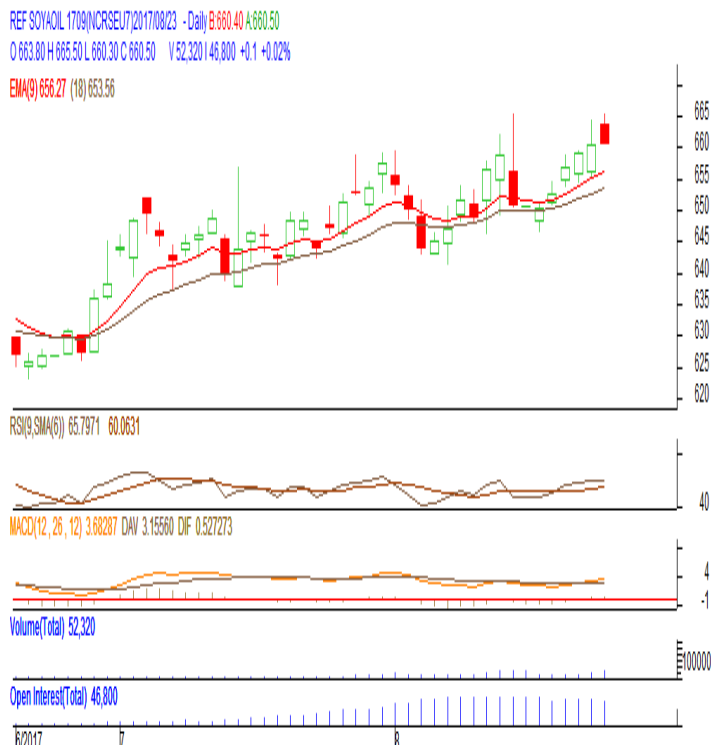 REF SOYAOIL 1709(NCRSEU7)2017/08/23 - Daily B:660.40 A:660.50
O 663.80 H 665.50 L 660.30 C 660.50 V 52,320 I 46,800 +0.1 +0.02%
EMA(9) 656.27 (18) 653.56
665
660
655
650
645
640
635
630
625
620
RSI(9,SMA(6)) 65.7971 60.0631
40
MACD(12 , 26 , 12) 3.68287 DAV 3.15560 DIF 0.527273
4
-1
Volume(Total) 52,320
100000
Open Interest(Total) 46,800
6/2017 7 8